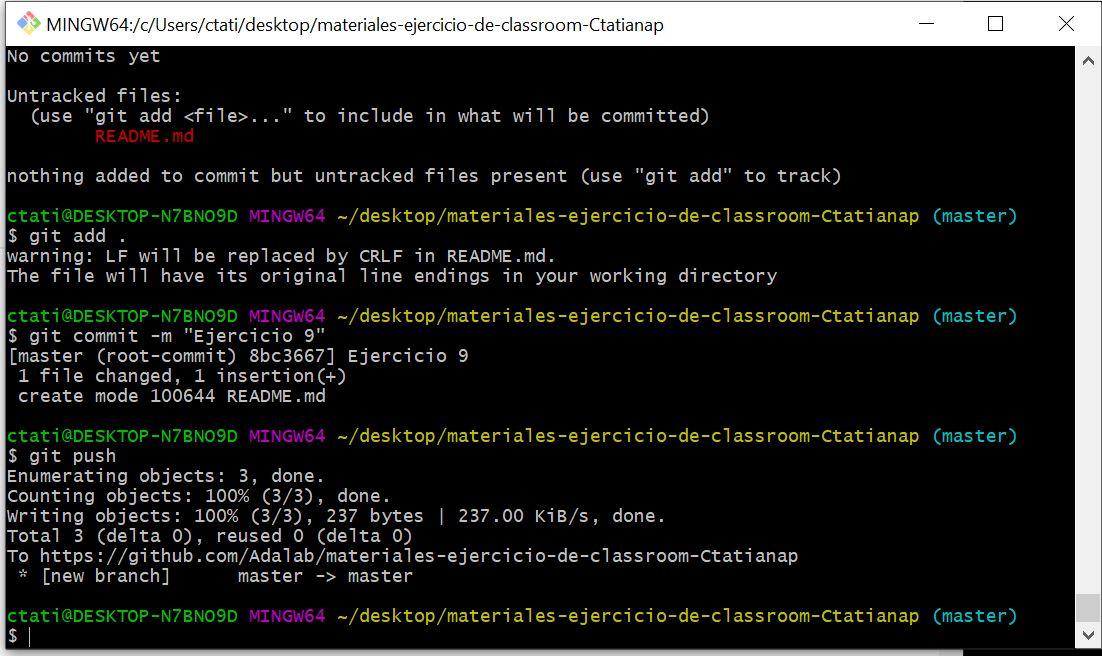 MINGW64:/c/Users/ctati/desktop/materiales-ejercicio-de-classroom-Ctatianap
No commits yet
Untracked files:
  (use "git add <file>..." to include in what will be committed)
        README.md
nothing added to commit but untracked files present (use "git add" to track)
ctati@DESKTOP-N7BNO9D MINGW64 ~/desktop/materiales-ejercicio-de-classroom-Ctatianap (master)
$ git add .
warning: LF will be replaced by CRLF in README.md.
The file will have its original line endings in your working directory
ctati@DESKTOP-N7BNO9D MINGW64 ~/desktop/materiales-ejercicio-de-classroom-Ctatianap (master)
$ git commit -m "Ejercicio 9"
[master (root-commit) 8bc3667] Ejercicio 9
 1 file changed, 1 insertion(+)
 create mode 100644 README.md
ctati@DESKTOP-N7BNO9D MINGW64 ~/desktop/materiales-ejercicio-de-classroom-Ctatianap (master)
$ git push
Enumerating objects: 3, done.
Counting objects: 100% (3/3), done.
Writing objects: 100% (3/3), 237 bytes | 237.00 KiB/s, done.
Total 3 (delta 0), reused 0 (delta 0)
To https://github.com/Adalab/materiales-ejercicio-de-classroom-Ctatianap
 * [new branch]      master -> master
ctati@DESKTOP-N7BNO9D MINGW64 ~/desktop/materiales-ejercicio-de-classroom-Ctatianap (master)
$